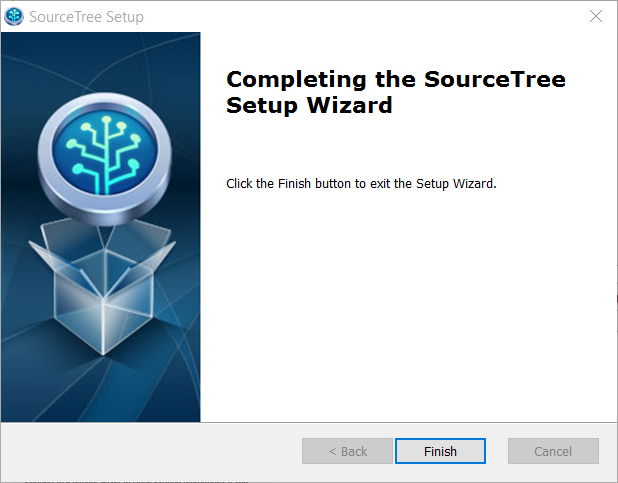 SourceTree Setup
Completing the SourceTree
Setup Wizard
Click the Finish button to exit the Setup Wizard.
< Back
Finish
Cancel